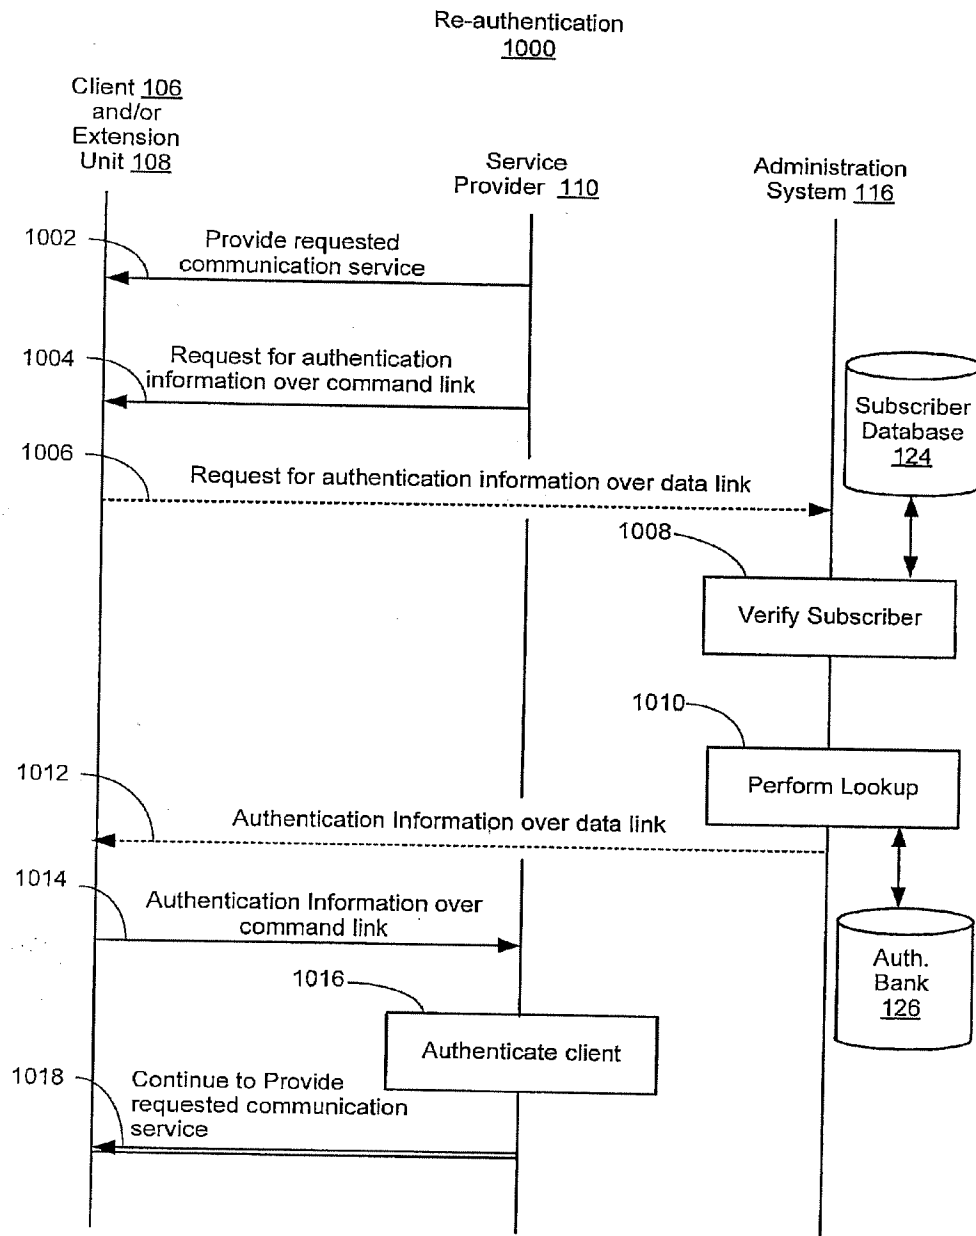 Re-authentication
1000
Client 106
and/or
Extension
Unit 108
Service
Provider 110
Administration
System 116
1002
Provide requested
communication service
1004
Request for authentication
information over command link
Subscriber
Database
124
1006
Request for authentication information over data link
1008
Verify Subscriber
1010
Perform Lookup
1012
Authentication Information over data link
1014
Authentication Information over
command link
Auth.
Bank
126
1016
Authenticate client
1018
Continue to Provide
requested communication
service